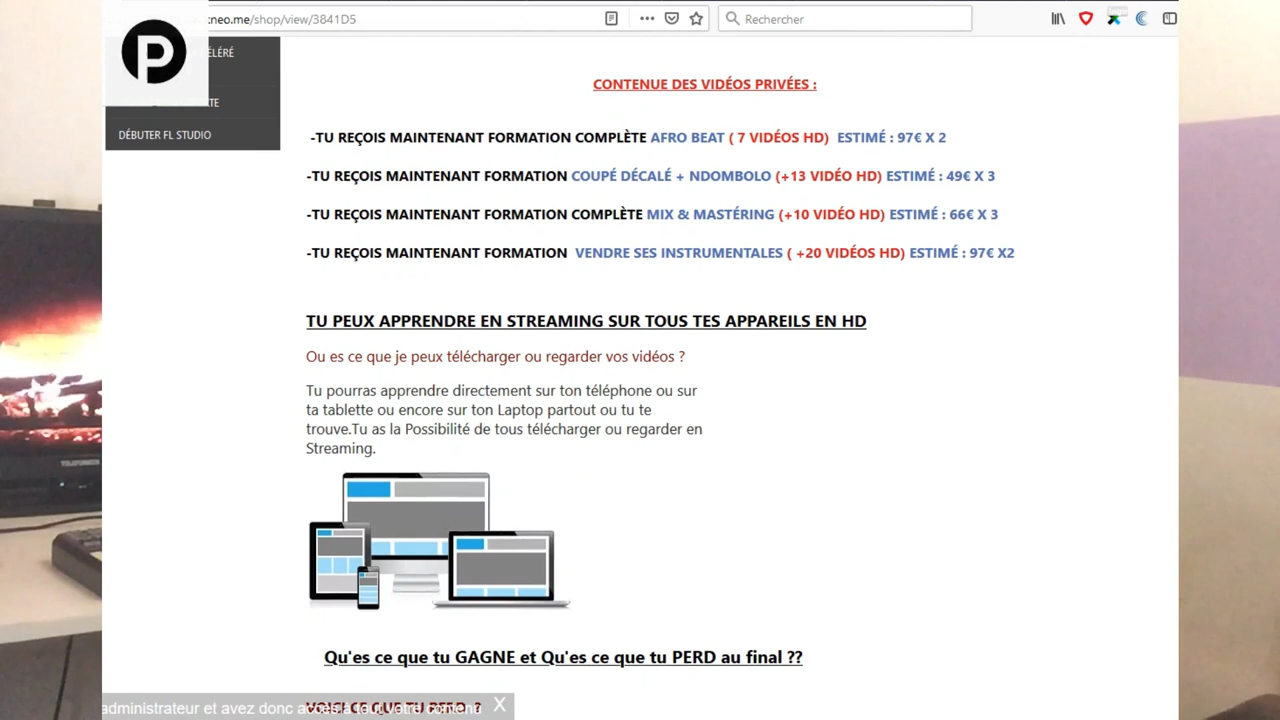 neo.me/shop/view/3841D5
Rechercher
DÉBUTER FL STUDIO
CONTENUE DES VIDÉOS PRIVÉES :
-TU REÇOIS MAINTENANT FORMATION COMPLÈTE AFRO BEAT ( 7 VIDÉOS HD) ESTIMÉ : 97€ X 2
-TU REÇOIS MAINTENANT FORMATION COUPÉ DÉCALÉ + NDOMBOLO (+13 VIDÉO HD) ESTIMÉ : 49€ X 3
-TU REÇOIS MAINTENANT FORMATION COMPLÈTE MIX & MASTÉRING (+10 VIDÉO HD) ESTIMÉ : 66€ X 3
-TU REÇOIS MAINTENANT FORMATION VENDRE SES INSTRUMENTALES ( +20 VIDÉOS HD) ESTIMÉ : 97€ X2
TU PEUX APPRENDRE EN STREAMING SUR TOUS TES APPAREILS EN HD
Ou es ce que je peux télécharger ou regarder vos vidéos ?
Tu pourras apprendre directement sur ton téléphone ou sur
ta tablette ou encore sur ton Laptop partout ou tu te
trouve.Tu as la Possibilité de tous télécharger ou regarder en
Streaming.
Qu'es ce que tu GAGNE et Qu'es ce que tu PERD au final ??
administrateur et avez donc accès à tout votre contenu X
TELEFUNKEN